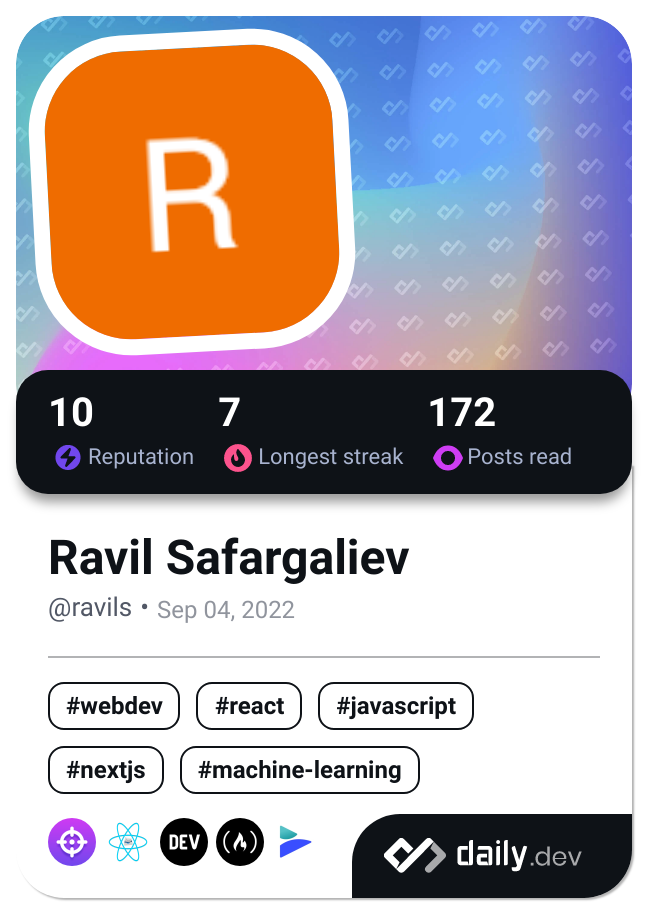 R
10 7 172
Reputation Longest streak Posts read
Ravil Safargaliev
@ravils • Sep 04, 2022
#webdev #react #javascript
#nextjs #machine-learning
DEV
daily.dev